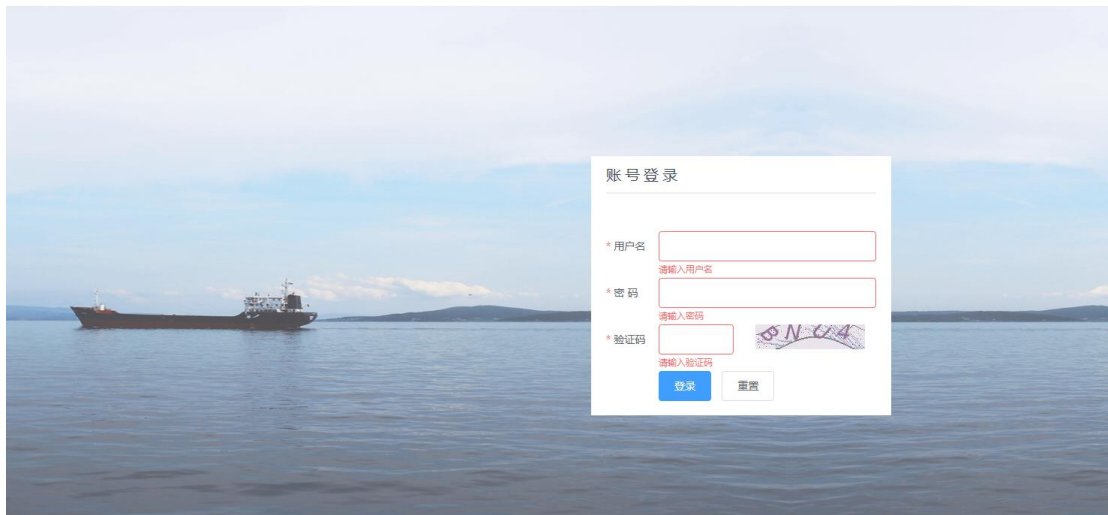 账号登录
* 用户名
请输入用户名
* 密 码
请输入密码
* 验证码 BNU4
请输入验证码
登录 重置